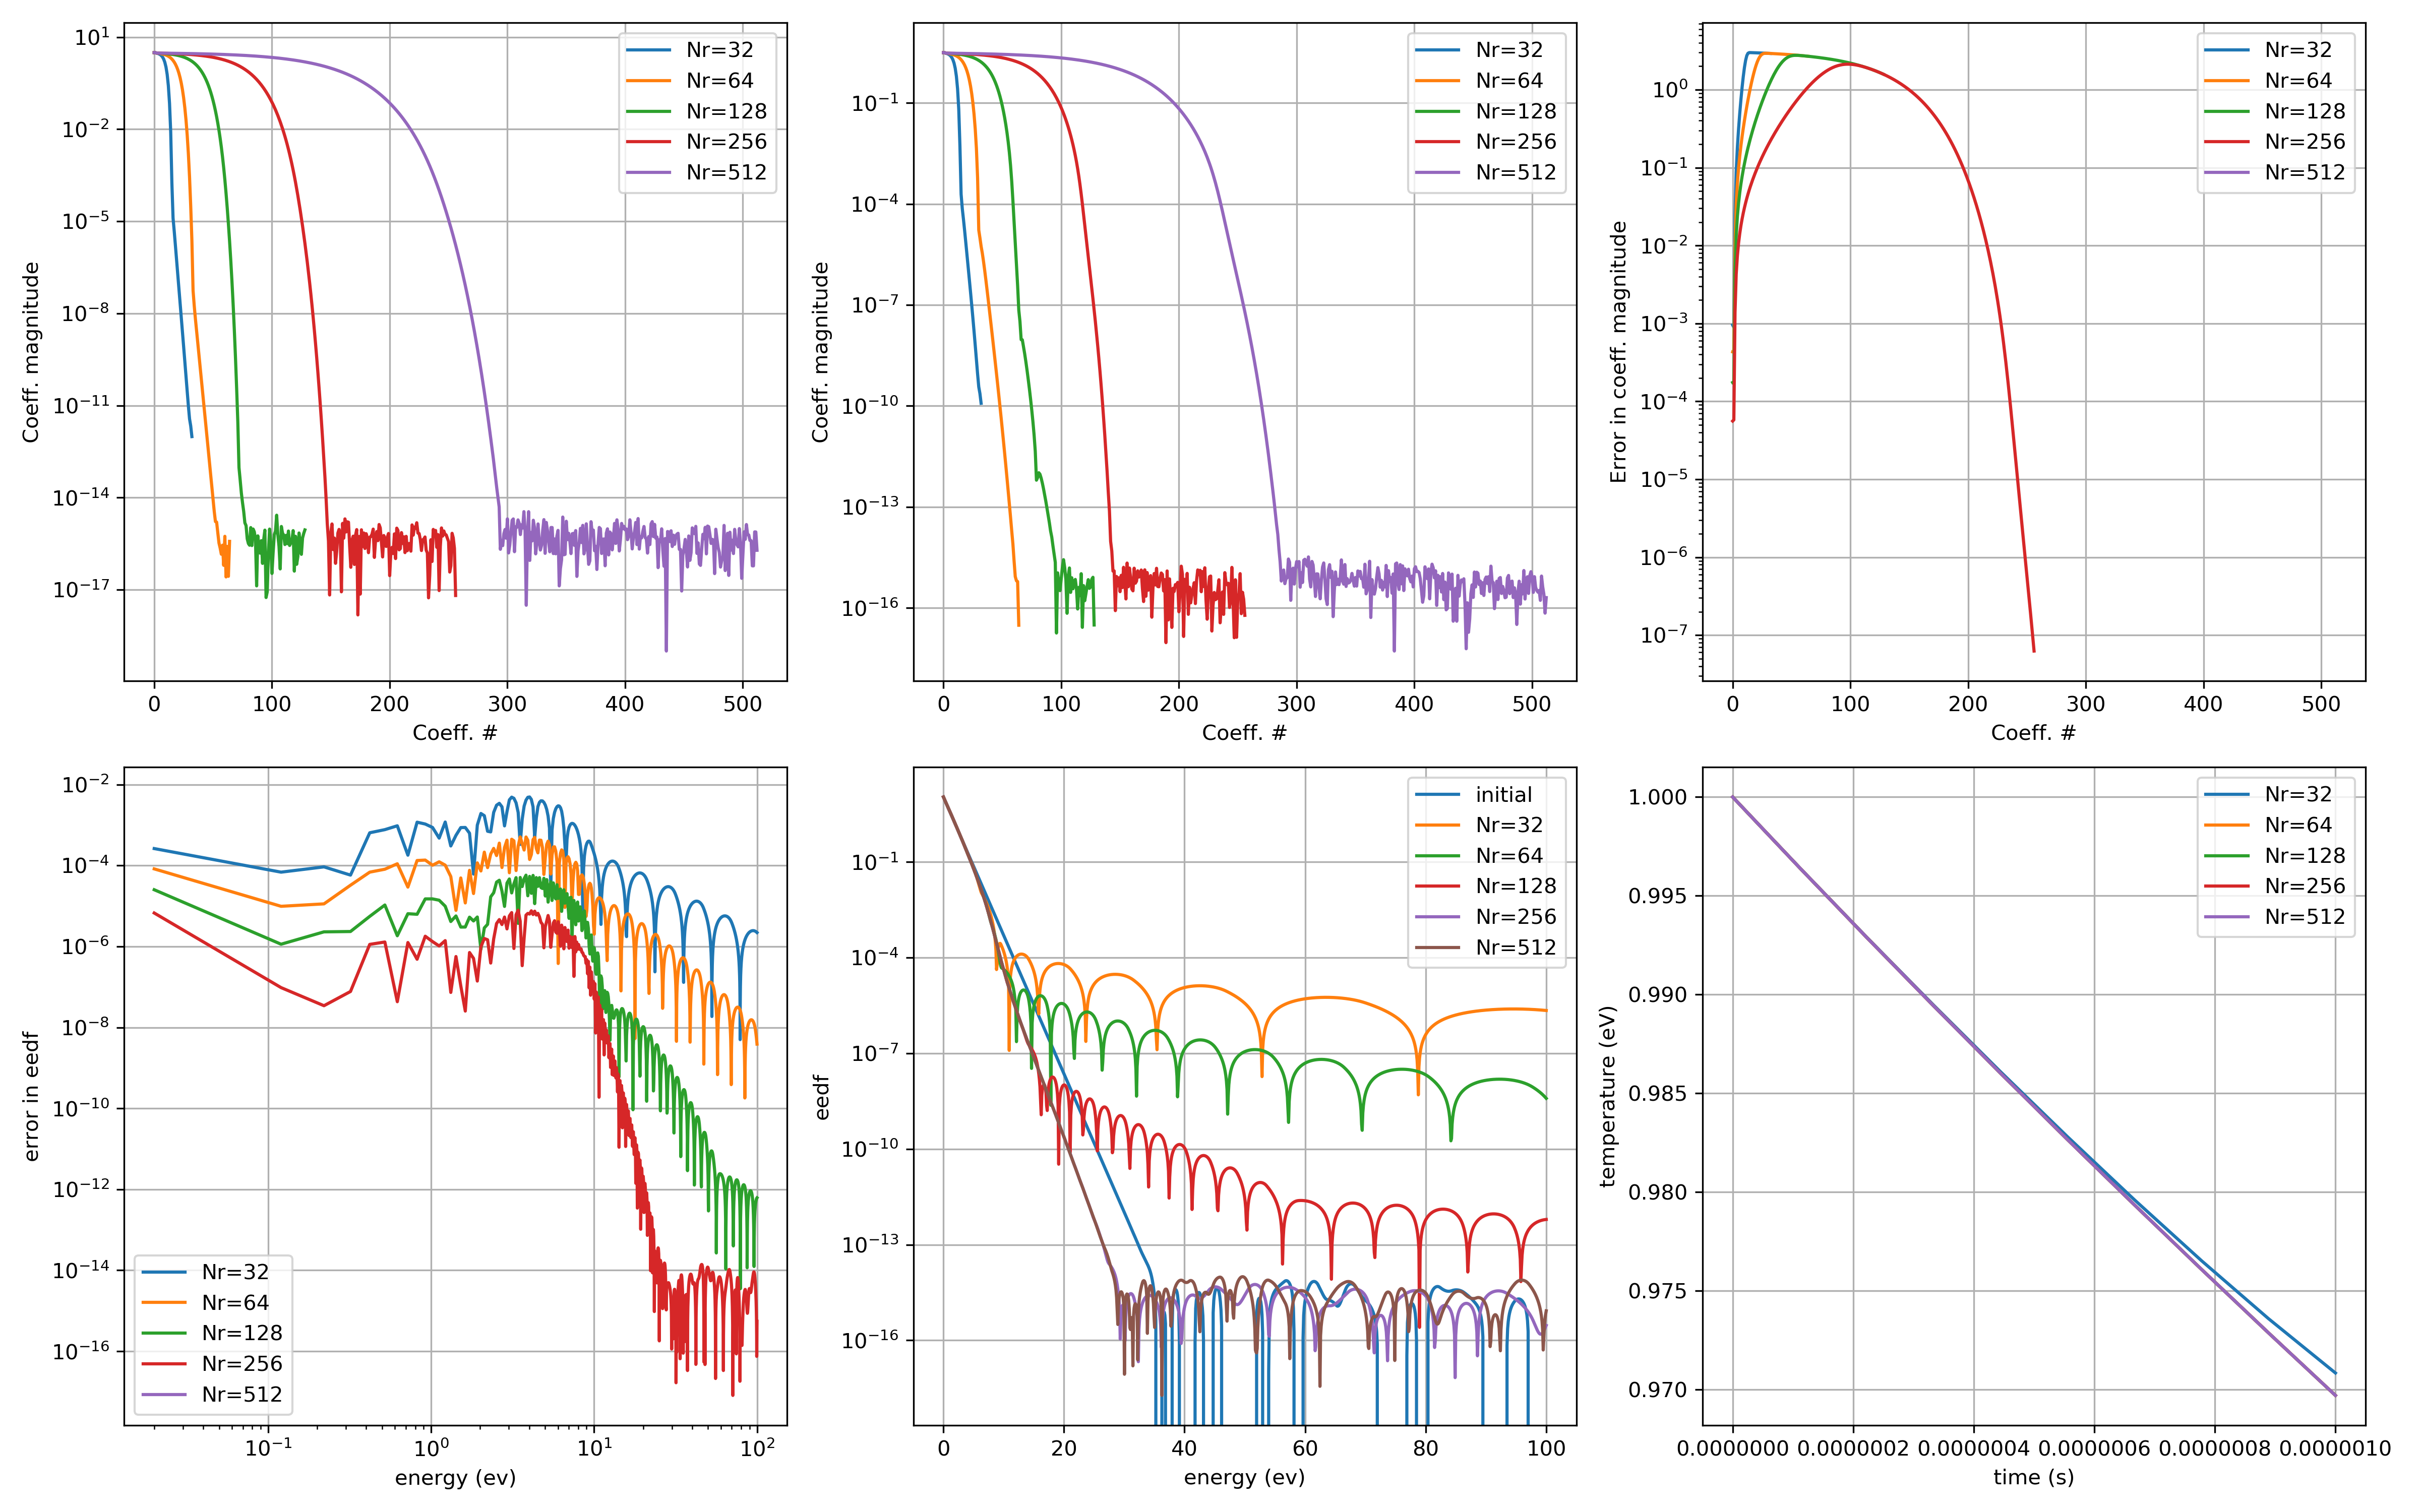 10^1
10^-2
10^-5
10^-8
10^-11
10^-14
10^-17
Coeff. magnitude
Nr=32
Nr=64
Nr=128
Nr=256
Nr=512
0 100 200 300 400 500
Coeff. #
10^-1
10^-4
10^-7
10^-10
10^-13
10^-16
Coeff. magnitude
Nr=32
Nr=64
Nr=128
Nr=256
Nr=512
0 100 200 300 400 500
Coeff. #
10^0
10^-1
10^-2
10^-3
10^-4
10^-5
10^-6
10^-7
Error in coeff. magnitude
Nr=32
Nr=64
Nr=128
Nr=256
Nr=512
0 100 200 300 400 500
Coeff. #
10^-2
10^-4
10^-6
10^-8
10^-10
10^-12
10^-14
10^-16
error in eedf
Nr=32
Nr=64
Nr=128
Nr=256
Nr=512
10^-1 10^0 10^1 10^2
energy (ev)
10^-1
10^-4
10^-7
10^-10
10^-13
10^-16
eedf
initial
Nr=32
Nr=64
Nr=128
Nr=256
Nr=512
0 20 40 60 80 100
energy (ev)
1.000
0.995
0.990
0.985
0.980
0.975
0.970
temperature (eV)
Nr=32
Nr=64
Nr=128
Nr=256
Nr=512
0.0000000 0.0000002 0.0000004 0.0000006 0.0000008 0.0000010
time (s)